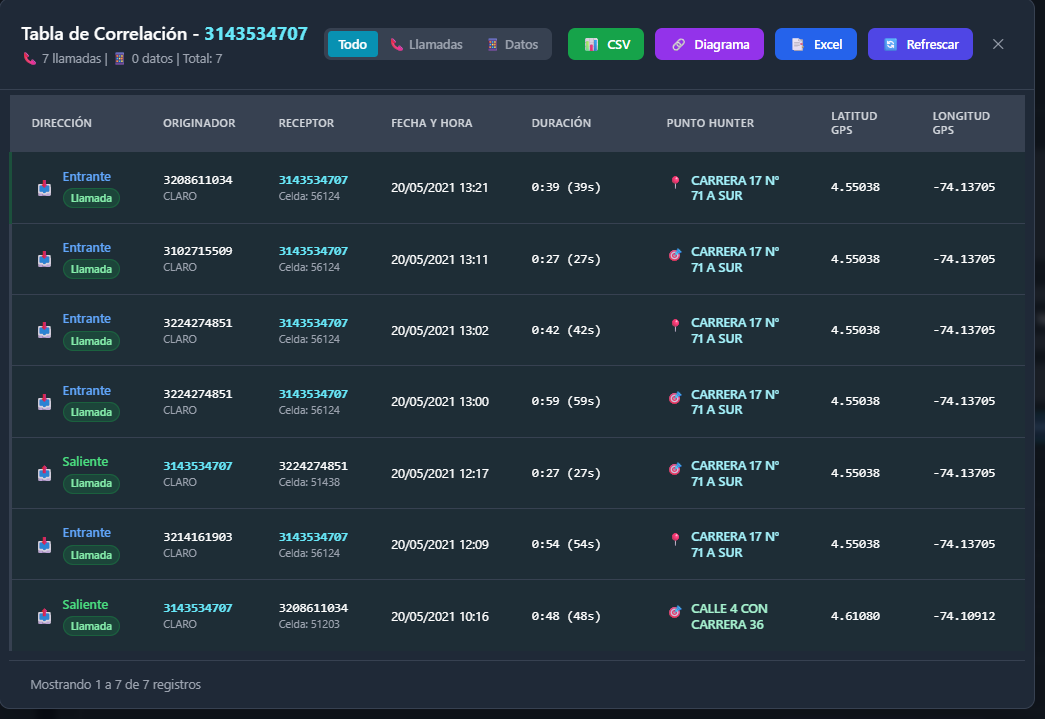 Tabla de Correlación - 3143534707
7 llamadas | 0 datos | Total: 7
Todo Llamadas Datos CSV Diagrama Excel Refrescar
DIRECCIÓN ORIGINADOR RECEPTOR FECHA Y HORA DURACIÓN PUNTO HUNTER LATITUD GPS LONGITUD GPS
Entrante
Llamada
3208611034
CLARO
3143534707
Celda: 56124
20/05/2021 13:21
0:39 (39s)
CARRERA 17 N°
71 A SUR
4.55038
-74.13705
Entrante
Llamada
3102715509
CLARO
3143534707
Celda: 56124
20/05/2021 13:11
0:27 (27s)
CARRERA 17 N°
71 A SUR
4.55038
-74.13705
Entrante
Llamada
3224274851
CLARO
3143534707
Celda: 56124
20/05/2021 13:02
0:42 (42s)
CARRERA 17 N°
71 A SUR
4.55038
-74.13705
Entrante
Llamada
3224274851
CLARO
3143534707
Celda: 56124
20/05/2021 13:00
0:59 (59s)
CARRERA 17 N°
71 A SUR
4.55038
-74.13705
Saliente
Llamada
3143534707
CLARO
3224274851
Celda: 51438
20/05/2021 12:17
0:27 (27s)
CARRERA 17 N°
71 A SUR
4.55038
-74.13705
Entrante
Llamada
3214161903
CLARO
3143534707
Celda: 56124
20/05/2021 12:09
0:54 (54s)
CARRERA 17 N°
71 A SUR
4.55038
-74.13705
Saliente
Llamada
3143534707
CLARO
3208611034
Celda: 51203
20/05/2021 10:16
0:48 (48s)
CALLE 4 CON
CARRERA 36
4.61080
-74.10912
Mostrando 1 a 7 de 7 registros